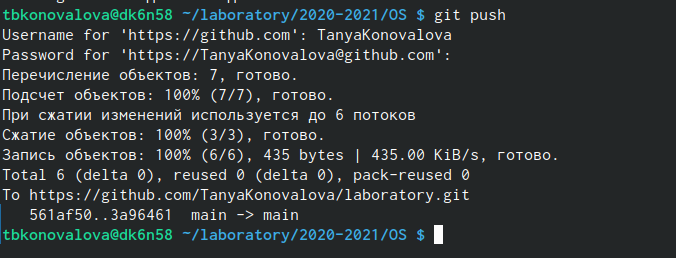 tbkonovalova@dk6n58 ~/laboratory/2020-2021/OS $ git push
Username for 'https://github.com': TanyaKonovalova
Password for 'https://TanyaKonovalova@github.com':
Перечисление объектов: 7, готово.
Подсчет объектов: 100% (7/7), готово.
При сжатии изменений используется до 6 потоков
Сжатие объектов: 100% (3/3), готово.
Запись объектов: 100% (6/6), 435 bytes | 435.00 KiB/s, готово.
Total 6 (delta 0), reused 0 (delta 0), pack-reused 0
To https://github.com/TanyaKonovalova/laboratory.git
   561af50..3a96461  main -> main
tbkonovalova@dk6n58 ~/laboratory/2020-2021/OS $